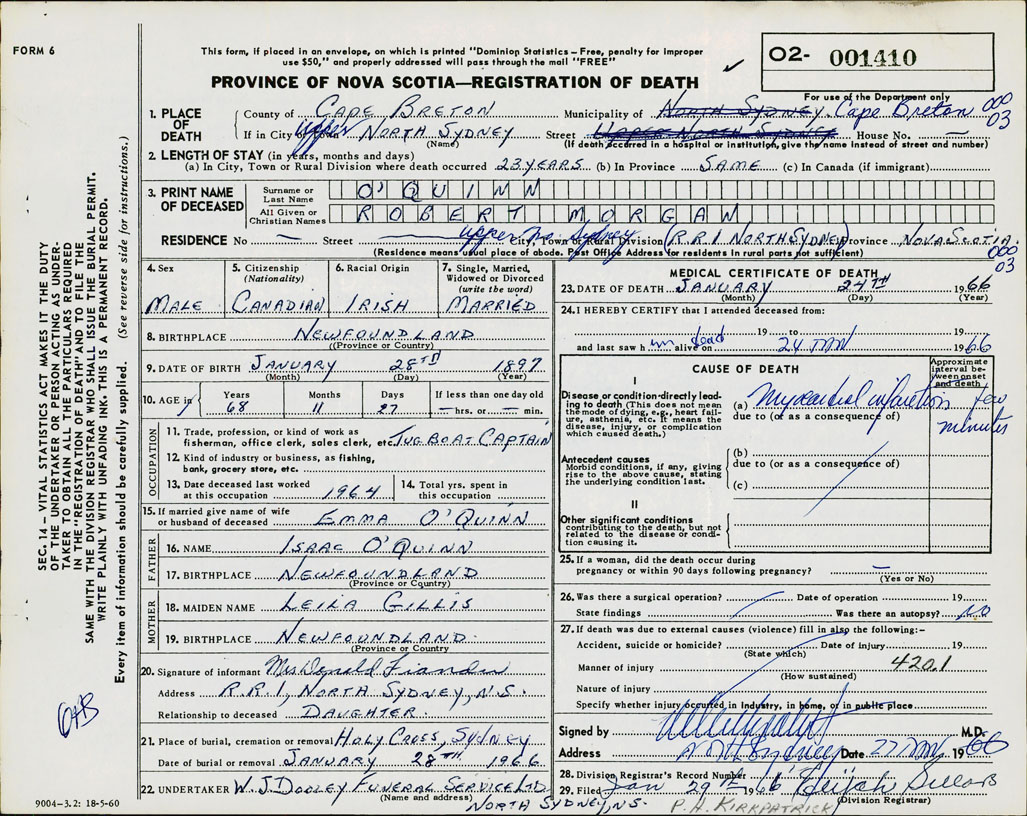 FORM 6
This form, if placed in an envelope, on which is printed "Dominion Statistics – Free, penalty for improper
use $50," and properly addressed will pass through the mail "FREE"
02- 001410
PROVINCE OF NOVA SCOTIA—REGISTRATION OF DEATH
For use of the Department only
1. PLACE OF DEATH
County of CAPE BRETON Municipality of NORTH SYDNEY. Cape Breton 000 03
If in City Upper Town NORTH SYDNEY Street UPPER NORTH SYDNEY House No. —
(Name) (If death occurred in a hospital or institution, give the name instead of street and number)
2. LENGTH OF STAY (in years, months and days)
(a) In City, Town or Rural Division where death occurred 23 YEARS (b) In Province SAME (c) In Canada (if immigrant)
3. PRINT NAME OF DECEASED
Surname or Last Name O'QUINN
All Given or Christian Names ROBERT MORGAN
RESIDENCE No — Street — upper No. Sydney City, Town or Rural Division (R.R.1 NORTH SYDNEY) Province NOVA SCOTIA.
(Residence means usual place of abode. Post Office Address for residents in rural parts, not sufficient)
000 03
4. Sex MALE
5. Citizenship (Nationality) CANADIAN
6. Racial Origin IRISH
7. Single, Married, Widowed or Divorced (write the word) MARRIED
8. BIRTHPLACE NEWFOUNDLAND
(Province or Country)
9. DATE OF BIRTH JANUARY 28TH 1897
(Month) (Day) (Year)
10. AGE in Years 68 Months 11 Days 27 If less than one day old — hrs. or — min.
OCCUPATION
11. Trade, profession, or kind of work as
fisherman, office clerk, sales clerk, etc. TUG BOAT CAPTAIN
12. Kind of industry or business, as fishing,
bank, grocery store, etc.
13. Date deceased last worked at this occupation 1964
14. Total yrs. spent in this occupation
15. If married give name of wife
or husband of deceased EMMA O'QUINN
FATHER
16. NAME ISAAC O'QUINN
17. BIRTHPLACE NEWFOUNDLAND
(Province or Country)
MOTHER
18. MAIDEN NAME LEILA GILLIS
19. BIRTHPLACE NEWFOUNDLAND.
(Province or Country)
20. Signature of informant Mrs Donald
Address R.R.1, NORTH SYDNEY, N.S.
Relationship to deceased DAUGHTER.
21. Place of burial, cremation or removal HOLY CROSS, SYDNEY
Date of burial or removal JANUARY 28TH 1966
22. UNDERTAKER W.J. DOOLEY FUNERAL SERVICE LTD
(Name and address) NORTH SYDNEY, N.S.
MEDICAL CERTIFICATE OF DEATH
23. DATE OF DEATH JANUARY 24TH 1966
(Month) (Day) (Year)
24. I HEREBY CERTIFY that I attended deceased from:
19 to 19
and last saw him dead alive on 24 1966
CAUSE OF DEATH
Approximate interval between onset and death
I
Disease or condition directly leading to death (This does not mean
the mode of dying, e.g., heart failure, asthenia, etc. It means the
disease, injury, or complication which caused death.)
(a) Myocardial infarction few minutes
due to (or as a consequence of)
Antecedent causes
Morbid conditions, if any, giving
rise to the above cause, stating
the underlying condition last.
(b)
due to (or as a consequence of)
(c)
II
Other significant conditions
contributing to the death, but not
related to the disease or condition causing it.
25. If a woman, did the death occur during
pregnancy or within 90 days following pregnancy? —
(Yes or No)
26. Was there a surgical operation? Date of operation 19
State findings Was there an autopsy? NO
27. If death was due to external causes (violence) fill in also the following:–
Accident, suicide or homicide? Date of injury 19
(State which)
Manner of injury 420.1
(How sustained)
Nature of injury
Specify whether injury occurred in industry, in home, or in public place
Signed by M.D.
Address Date 27 1966
28. Division Registrar's Record Number
29. Filed Jan 29th 1966 Elijah Sellars
(Division Registrar)
P.A. KIRKPATRICK
SEC. 14 – VITAL STATISTICS ACT MAKES IT THE DUTY
OF THE UNDERTAKER OR PERSON ACTING AS UNDER-
TAKER TO OBTAIN ALL THE PARTICULARS REQUIRED
IN THE "REGISTRATION OF DEATH" AND TO FILE THE
SAME WITH THE DIVISION REGISTRAR WHO SHALL ISSUE THE BURIAL PERMIT.
WRITE PLAINLY WITH UNFADING INK. THIS IS A PERMANENT RECORD.
Every item of information should be carefully supplied. (See reverse side for instructions.)
9004–3.2: 18-5-60